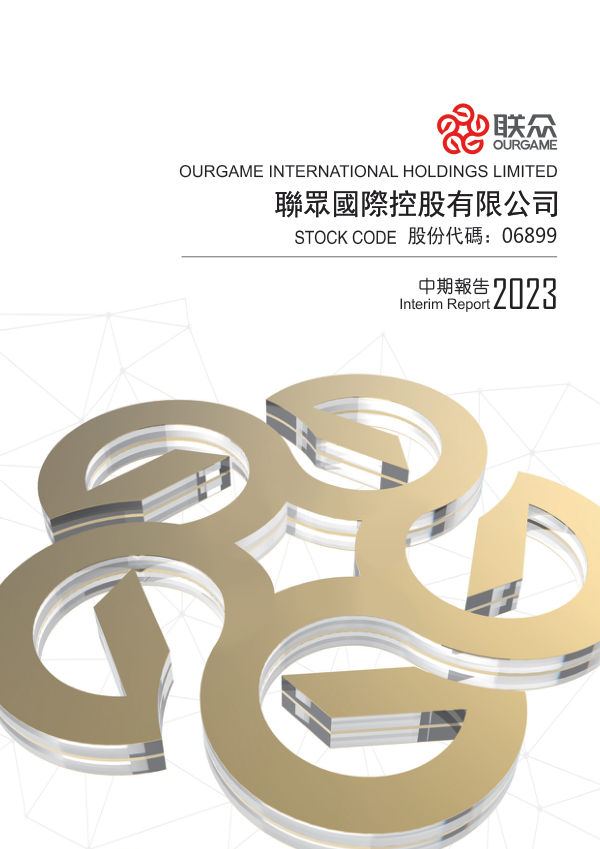 联众
OURGAME
OURGAME INTERNATIONAL HOLDINGS LIMITED
聯眾國際控股有限公司
STOCK CODE 股份代碼：06899
中期報告
Interim Report 2023